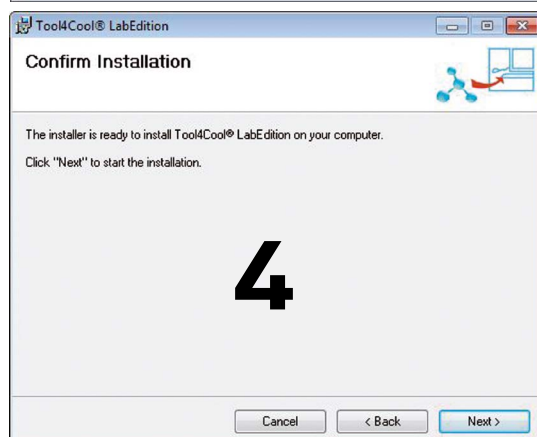 Tool4Cool® LabEdition
Confirm Installation
The installer is ready to install Tool4Cool® LabEdition on your computer.
Click "Next" to start the installation.
4
Cancel < Back Next >